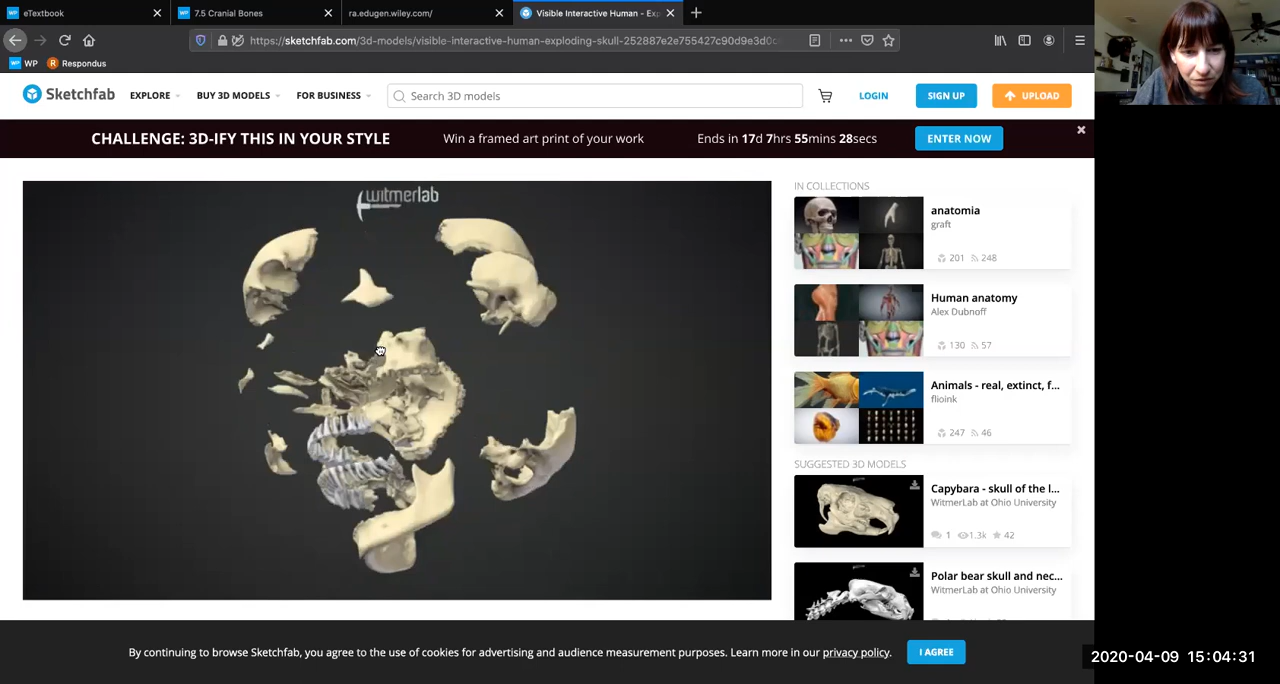 eTextbook
7.5 Cranial Bones
ra.edugen.wiley.com/
Visible Interactive Human - Exp
https://sketchfab.com/3d-models/visible-interactive-human-exploding-skull-252887e2e755427c90d9e3d0c
WP
Respondus
Sketchfab
EXPLORE
BUY 3D MODELS
FOR BUSINESS
Search 3D models
LOGIN
SIGN UP
UPLOAD
CHALLENGE: 3D-IFY THIS IN YOUR STYLE
Win a framed art print of your work
Ends in 17d 7hrs 55mins 28secs
ENTER NOW
witmerlab
IN COLLECTIONS
anatomia
graft
201 248
Human anatomy
Alex Dubnoff
130 57
Animals - real, extinct, f...
flioink
247 46
SUGGESTED 3D MODELS
Capybara - skull of the l...
WitmerLab at Ohio University
1 1.3k 42
Polar bear skull and nec...
WitmerLab at Ohio University
By continuing to browse Sketchfab, you agree to the use of cookies for advertising and audience measurement purposes. Learn more in our privacy policy.
I AGREE
2020-04-09 15:04:31